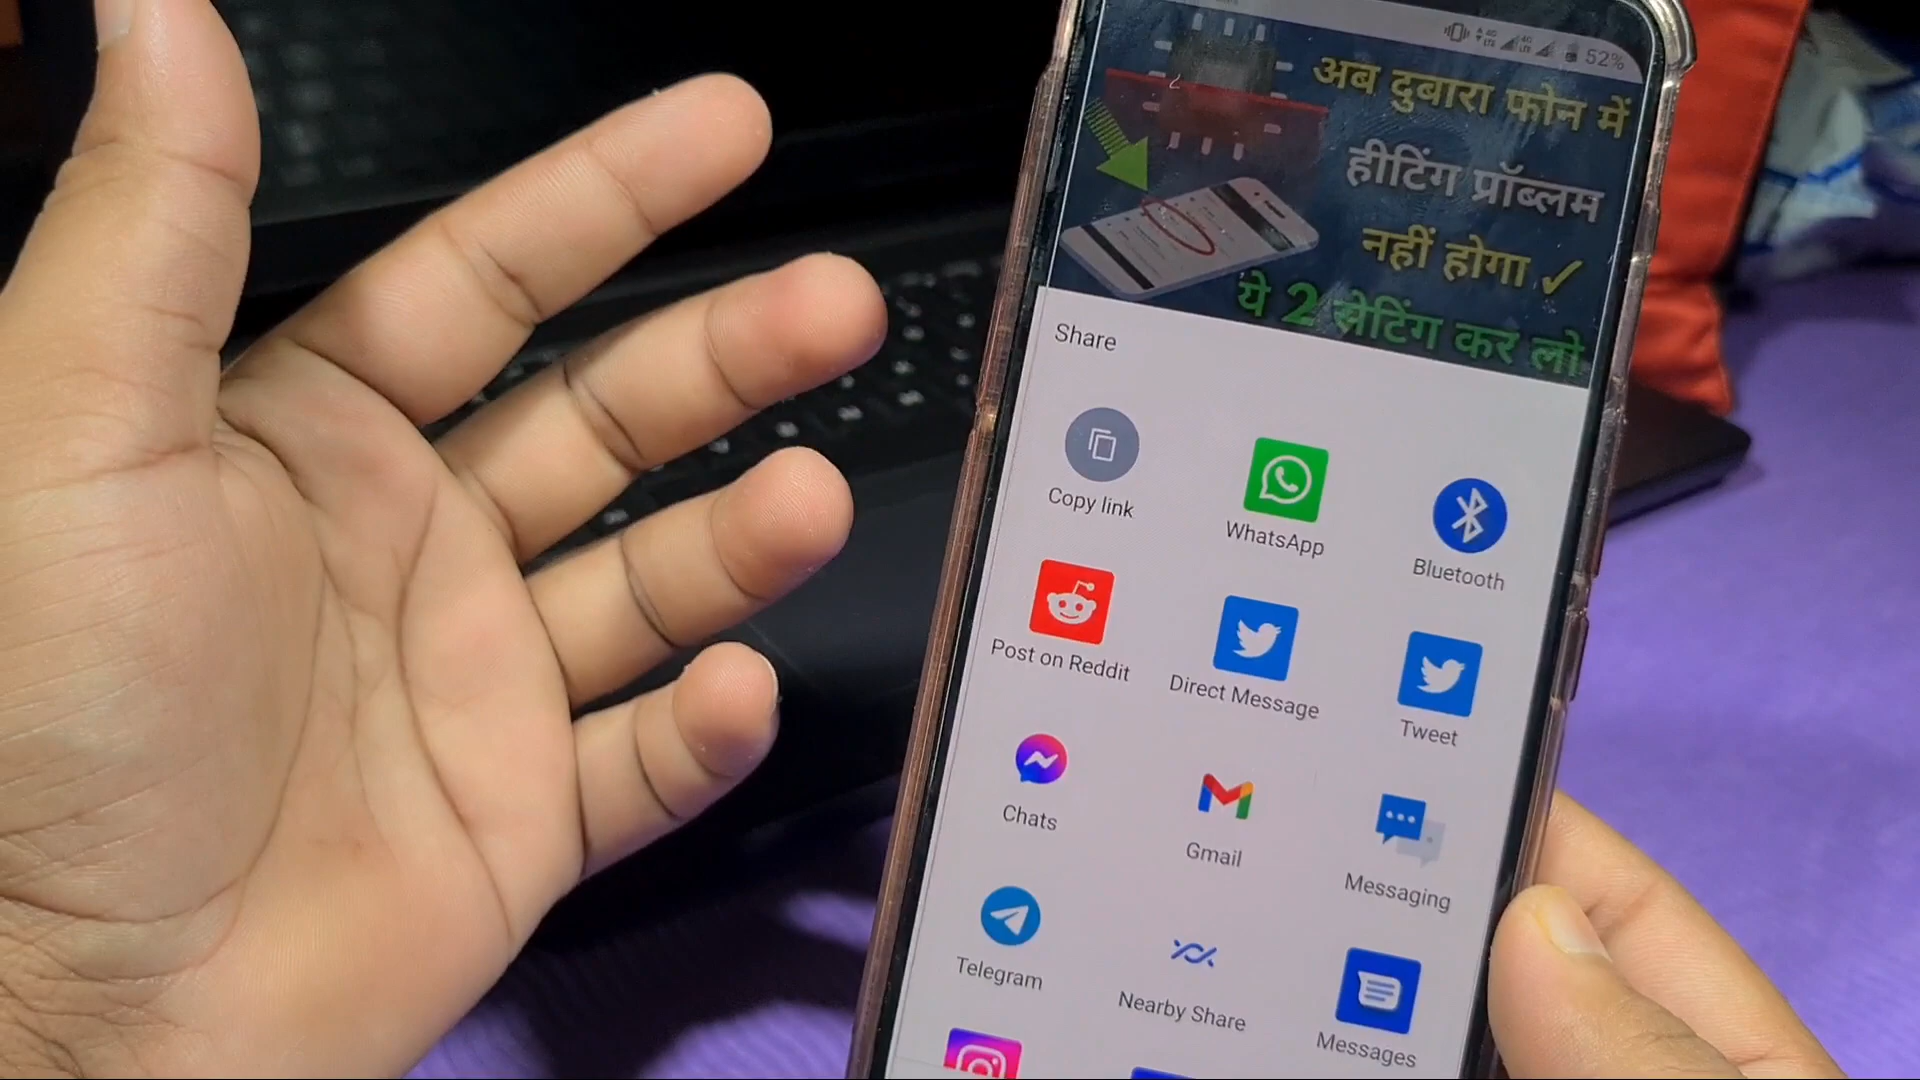 52%
अब दुबारा फोन में
हीटिंग प्रॉब्लम
नहीं होगा ✓
ये 2 सेटिंग कर लो
Share
Copy link
WhatsApp
Bluetooth
Post on Reddit
Direct Message
Tweet
Chats
Gmail
Messaging
Telegram
Nearby Share
Messages